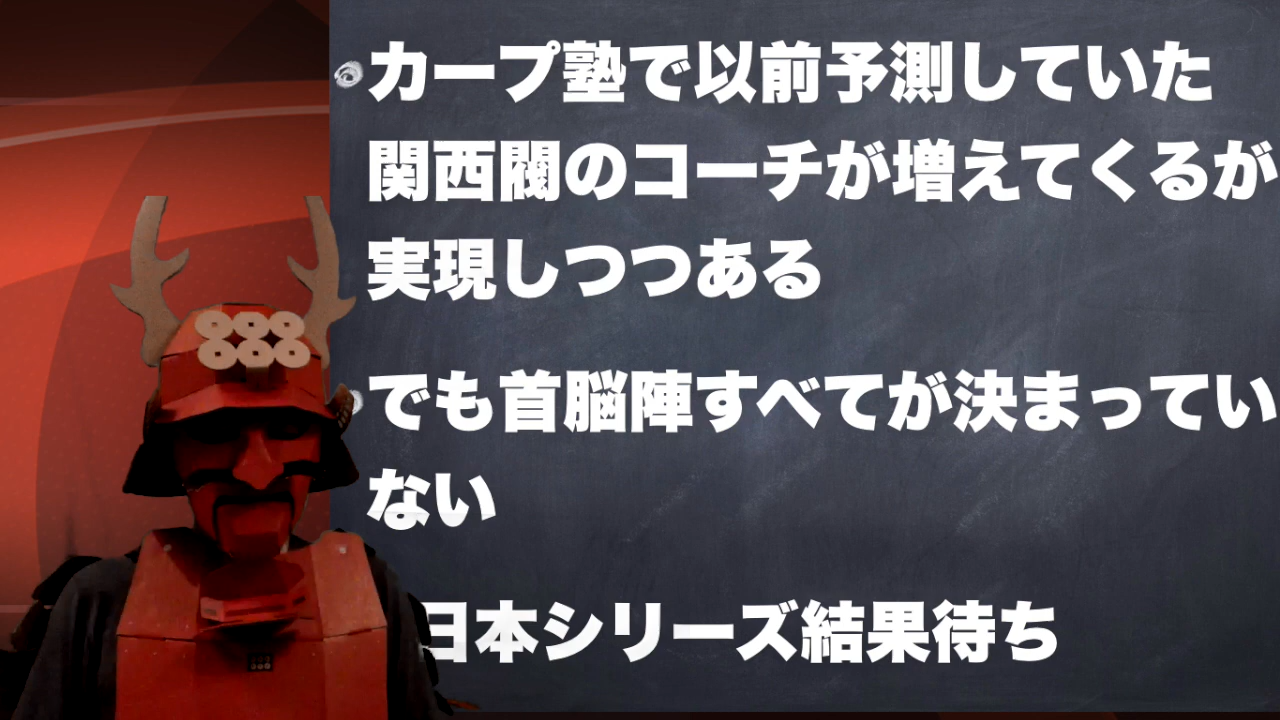 カープ塾で以前予測していた
関西閥のコーチが増えてくるが
実現しつつある
でも首脳陣すべてが決まってい
ない
日本シリーズ結果待ち